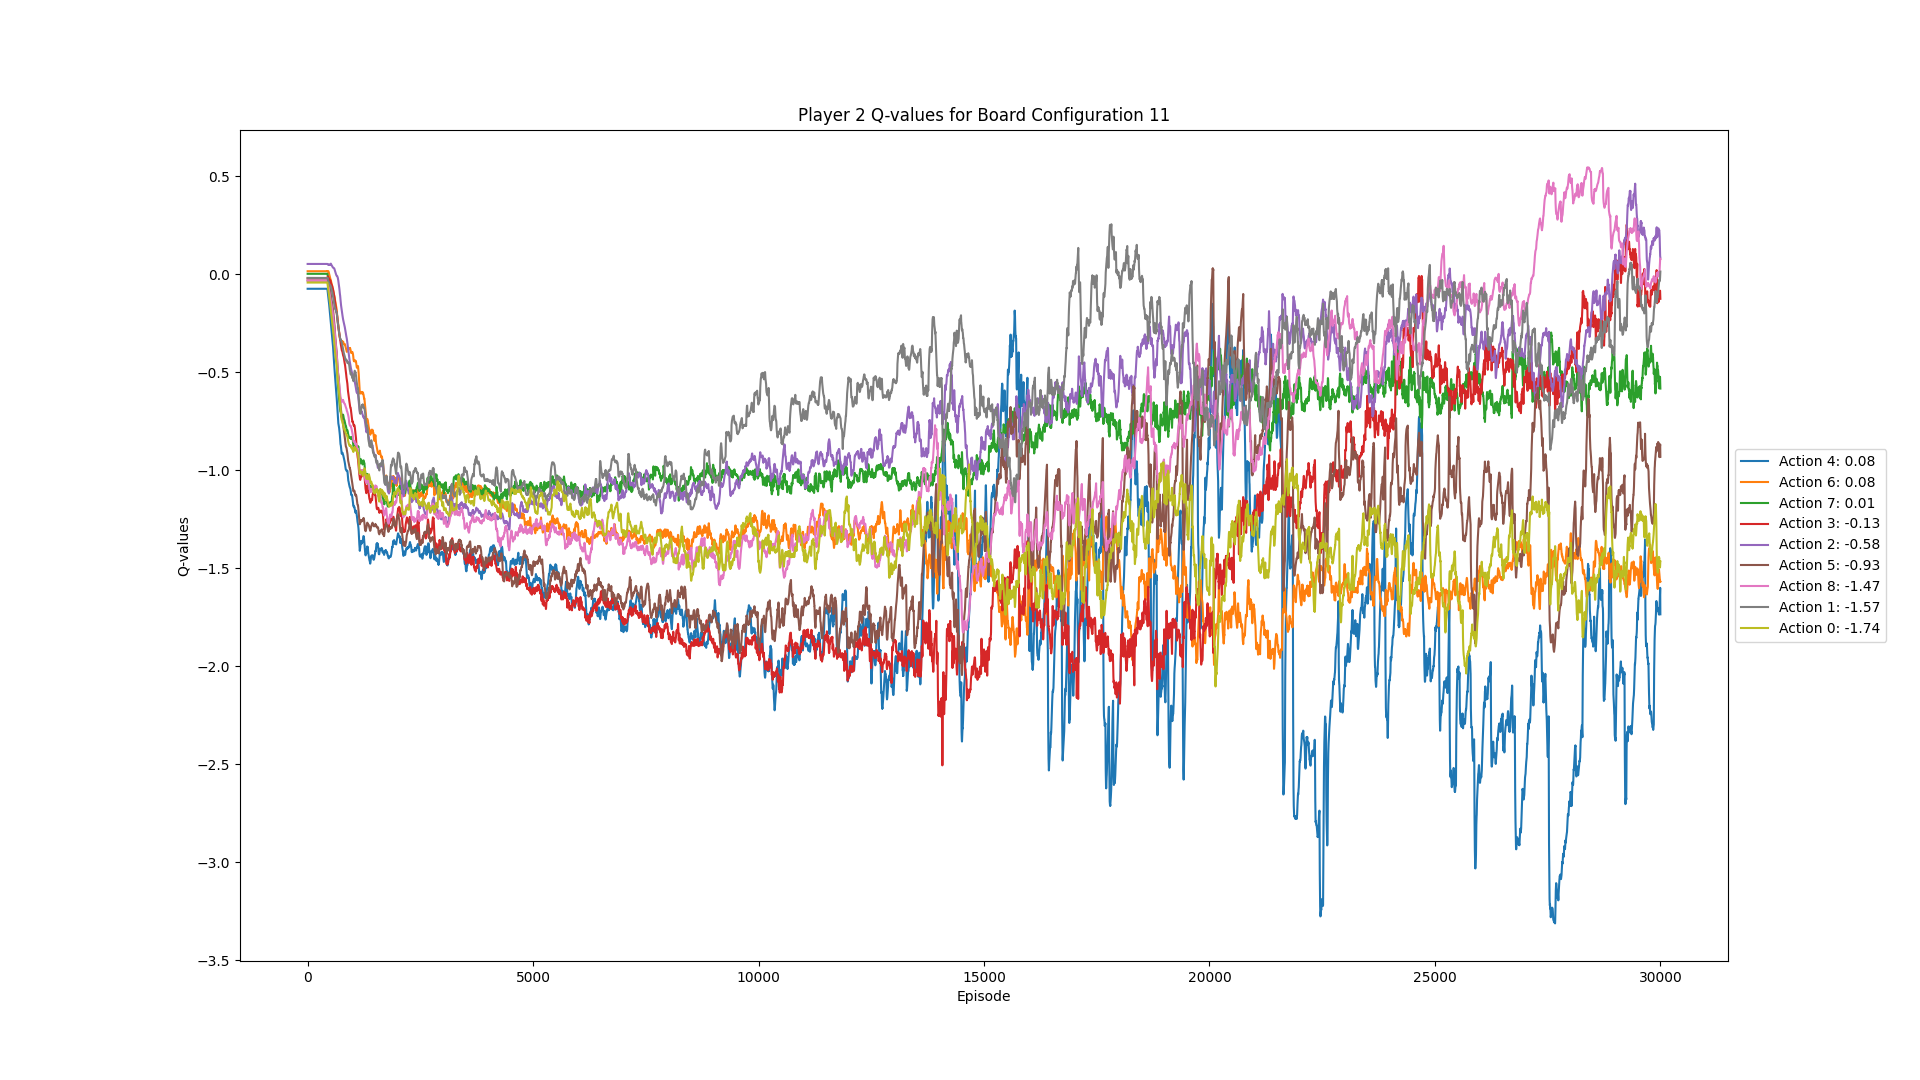 Player 2 Q-values for Board Configuration 11
0.5
0.0
−0.5
−1.0
−1.5
−2.0
−2.5
−3.0
−3.5
Q-values
0
5000
10000
15000
20000
25000
30000
Episode
Action 4: 0.08
Action 6: 0.08
Action 7: 0.01
Action 3: -0.13
Action 2: -0.58
Action 5: -0.93
Action 8: -1.47
Action 1: -1.57
Action 0: -1.74